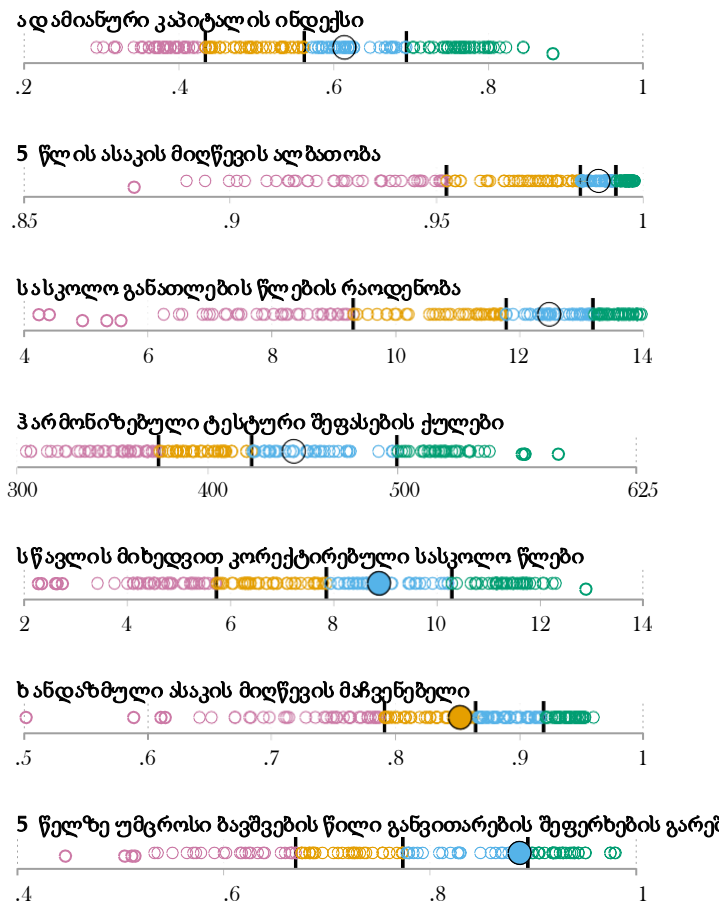 ადამიანური კაპიტალის ინდექსი
.2 .4 .6 .8 1
5 წლის ასაკის მიღწევის ალბათობა
.85 .9 .95 1
სასკოლო განათლების წლების რაოდენობა
4 6 8 10 12 14
ჰარმონიზებული ტესტური შეფასების ქულები
300 400 500 625
სწავლის მიხედვით კორექტირებული სასკოლო წლები
2 4 6 8 10 12 14
ხანდაზმული ასაკის მიღწევის მაჩვენებელი
.5 .6 .7 .8 .9 1
5 წელზე უმცროსი ბავშვების წილი განვითარების შეფერხების გარეშ
.4 .6 .8 1